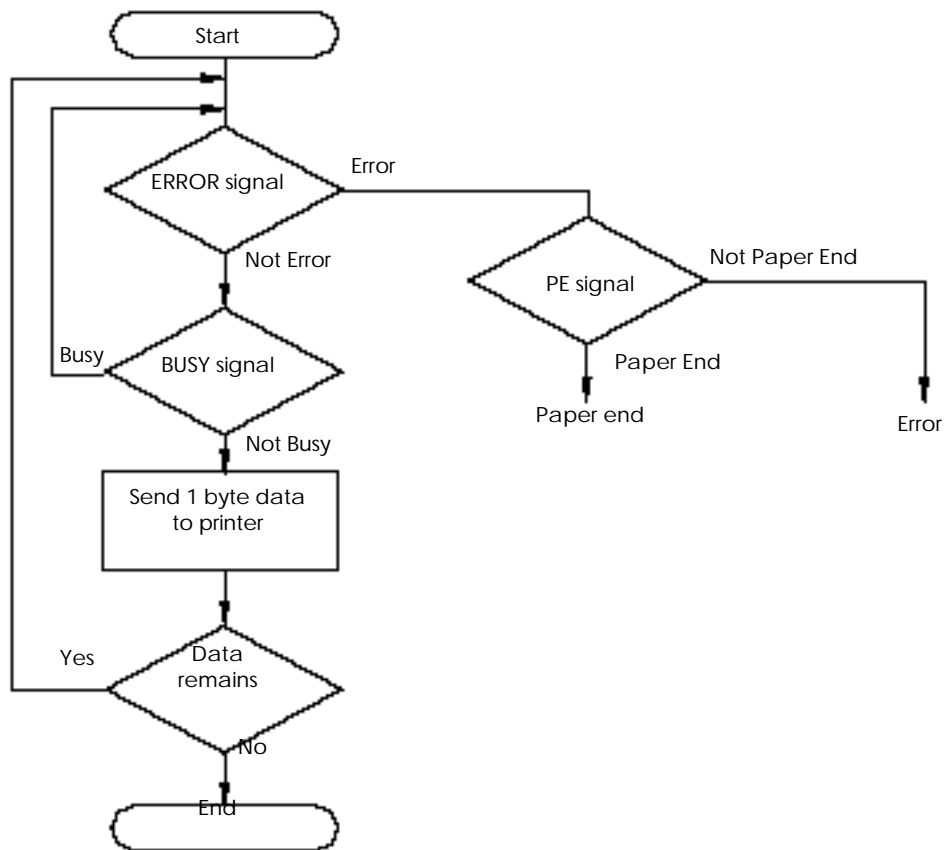 Start
ERROR signal
Error
Not Error
PE signal
Not Paper End
Paper End
Paper end
Error
Busy
BUSY signal
Not Busy
Send 1 byte data
to printer
Yes
Data
remains
No
End